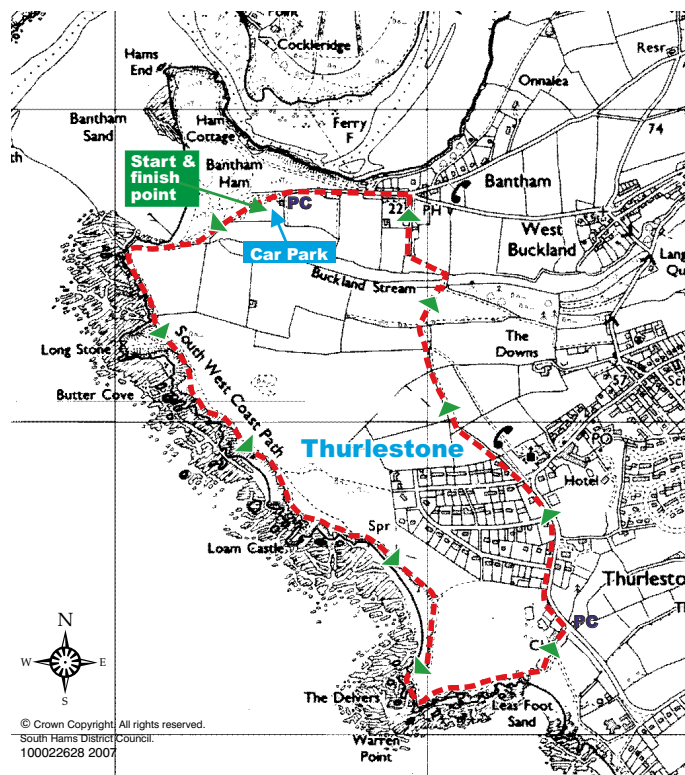 Cockleridge
Hams
End
Resr
Onnalea
Bantham
Sand
Ham
Cottage
Ferry
F
74
Start &
finish
point
Bantham
Ham
Bantham
PC
22
PH
West
Buckland
Car Park
Buckland Stream
The
Downs
Long Stone
South West Coast Path
57
Butter Cove
Thurlestone
PO
Hotel
Spr
Loam Castle
PC
C
N
W
E
S
The Delvers
Leas Foot
Sand
Warren
Point
© Crown Copyright. All rights reserved.
South Hams District Council.
100022628 2007